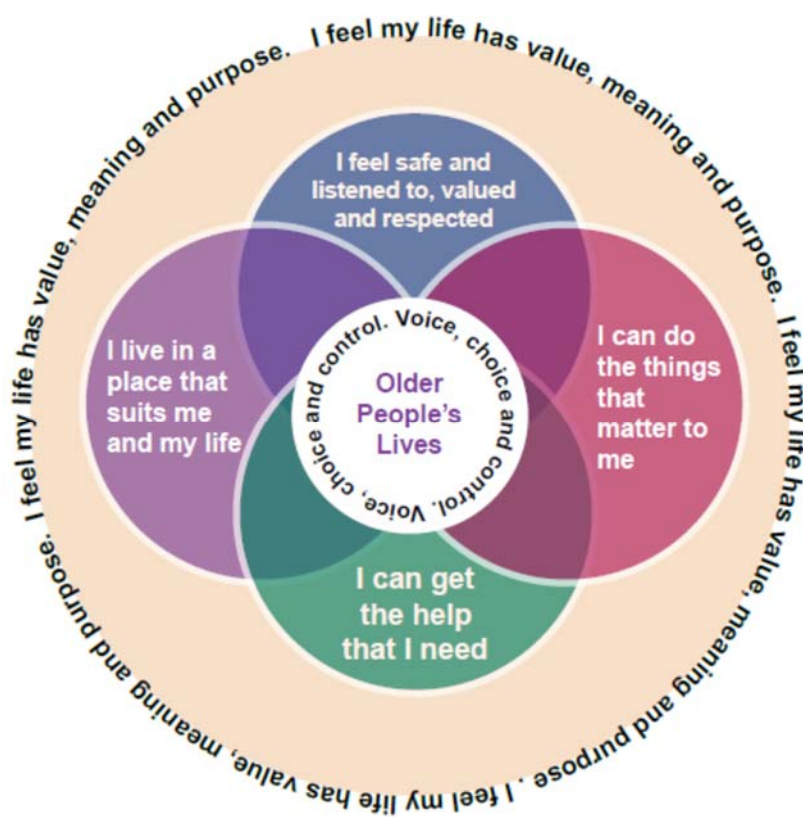 I feel my life has value, meaning and purpose. I feel my life has value, meaning and purpose . I feel my life has value, meaning and purpose. I feel my life has value, meaning and purpose.
I feel safe and
listened to, valued
and respected
I live in a
place that
suits me
and my life
Voice, choice and control. Voice, choice and control.
Older
People's
Lives
I can do
the things
that
matter to
me
I can get
the help
that I need